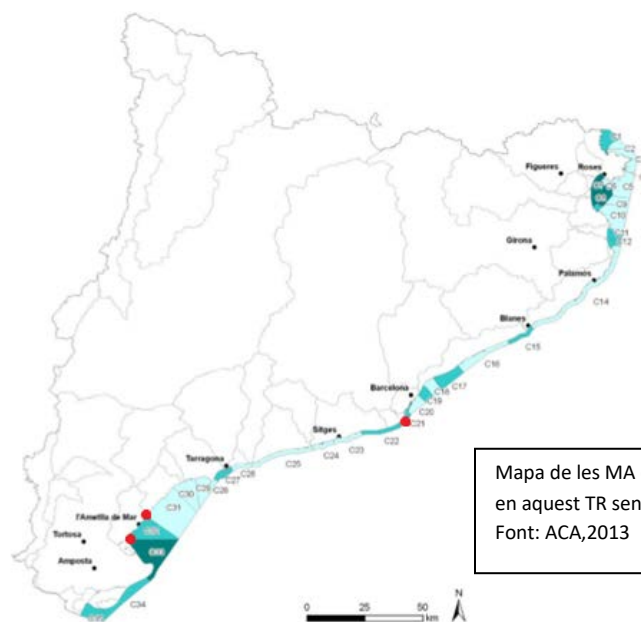 C1
C2
Figueres
Roses
C5
C9
C10
C12
Girona
Palamós
C14
Blanes
C15
C16
Barcelona
C17
C18
C19
C20
C21
Sitges
C22
C23
C24
C25
Tarragona
C26
C27
C28
C29
C30
C31
l'Ametlla de Mar
Tortosa
Amposta
C33
C34
Mapa de les MA
en aquest TR sen
Font: ACA,2013
N
0 25 50
km